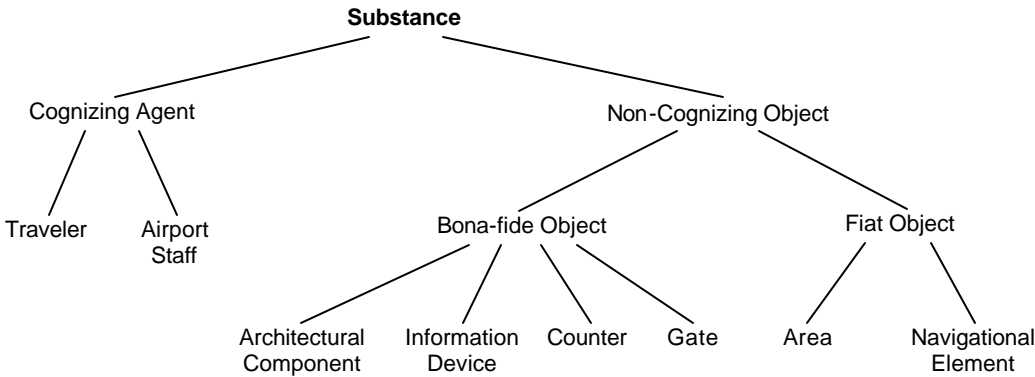 Substance
Cognizing Agent
Non-Cognizing Object
Traveler
Airport
Staff
Bona-fide Object
Fiat Object
Architectural
Component
Information
Device
Counter
Gate
Area
Navigational
Element